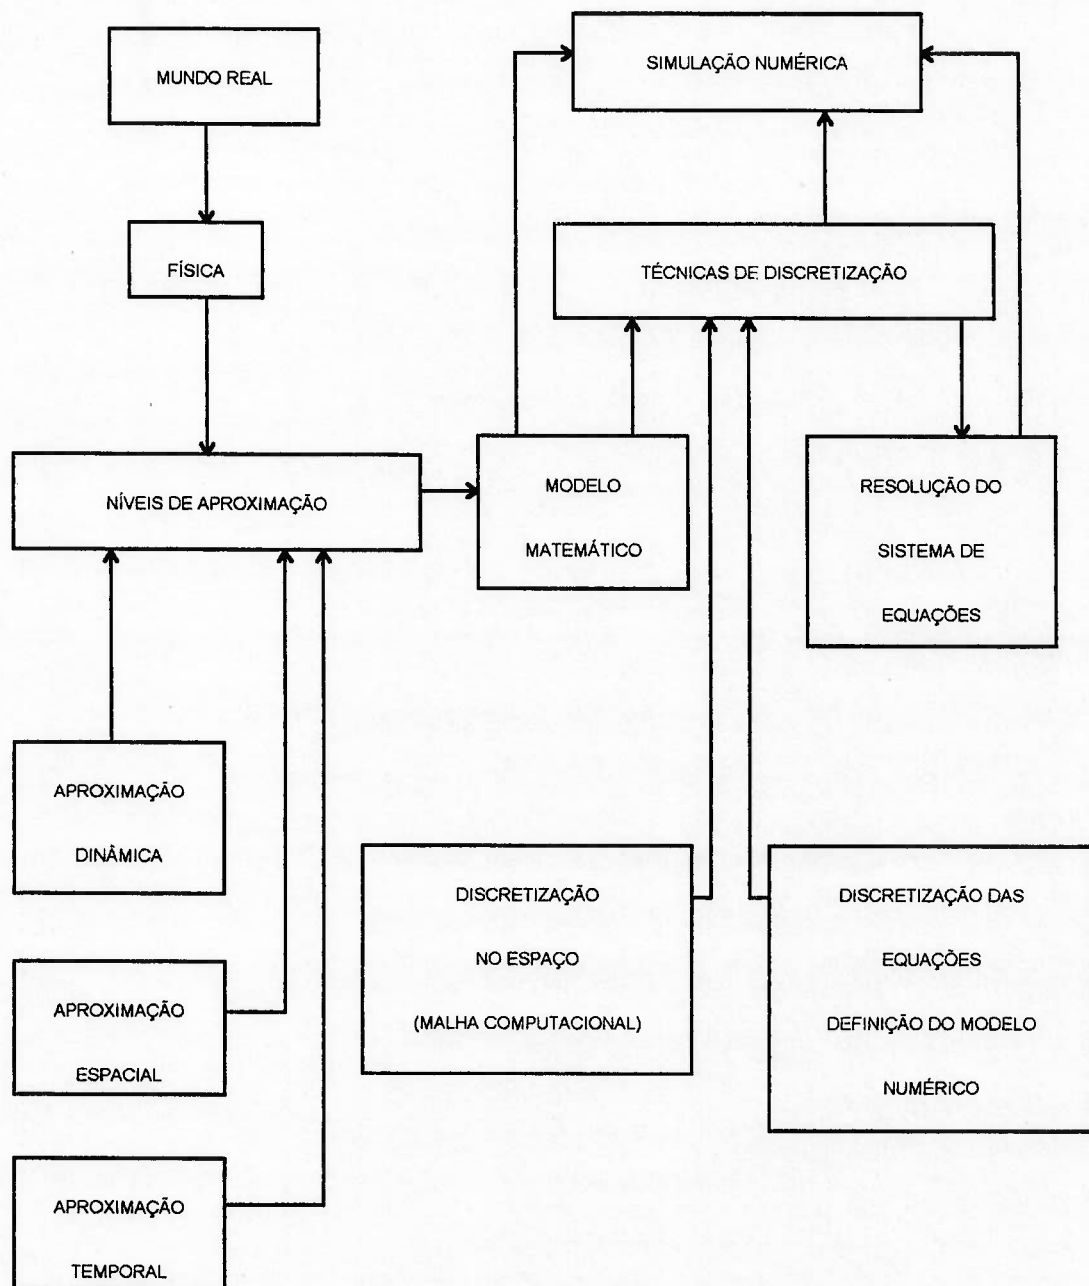 MUNDO REAL
SIMULAÇÃO NUMÉRICA
FÍSICA
TÉCNICAS DE DISCRETIZAÇÃO
NÍVEIS DE APROXIMAÇÃO
MODELO
MATEMÁTICO
RESOLUÇÃO DO
SISTEMA DE
EQUAÇÕES
APROXIMAÇÃO
DINÂMICA
DISCRETIZAÇÃO
NO ESPAÇO
(MALHA COMPUTACIONAL)
DISCRETIZAÇÃO DAS
EQUAÇÕES
DEFINIÇÃO DO MODELO
NUMÉRICO
APROXIMAÇÃO
ESPACIAL
APROXIMAÇÃO
TEMPORAL